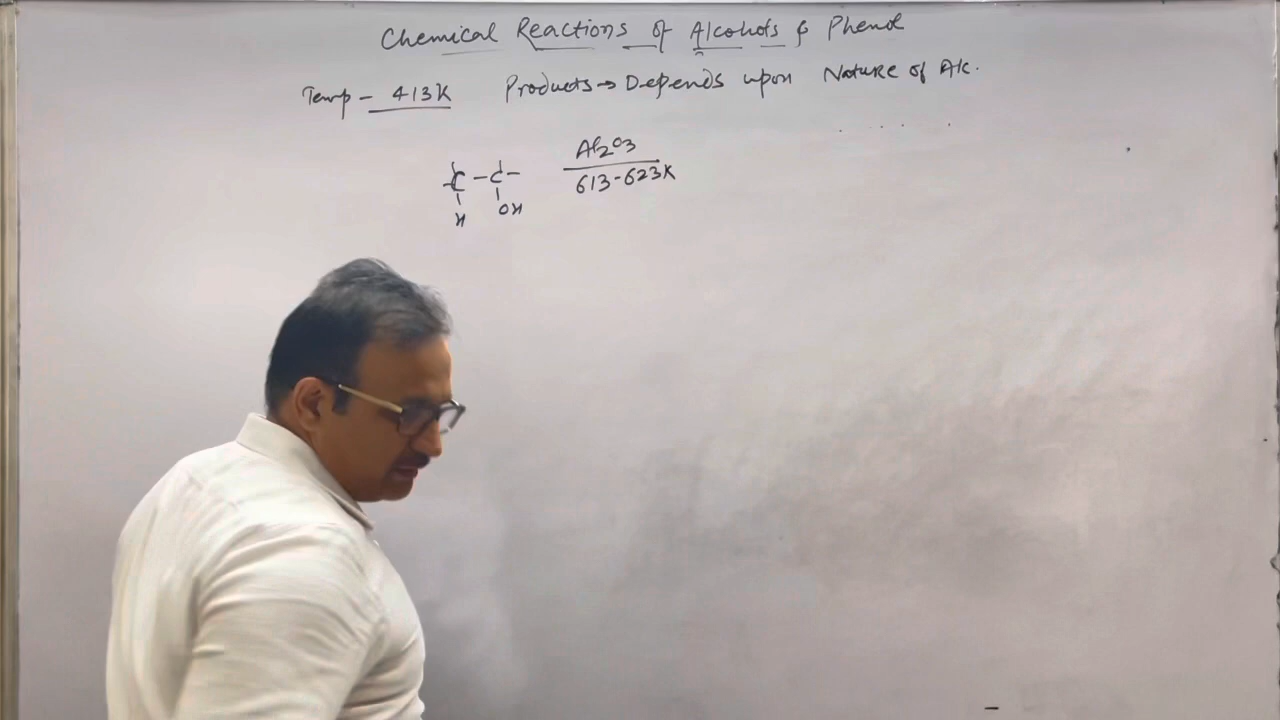 Chemical Reactions of Alcohols & Phenol
Temp - 413K Products → Depends upon Nature of Alc.
-C-C- Al2O3
H OH 613-623K